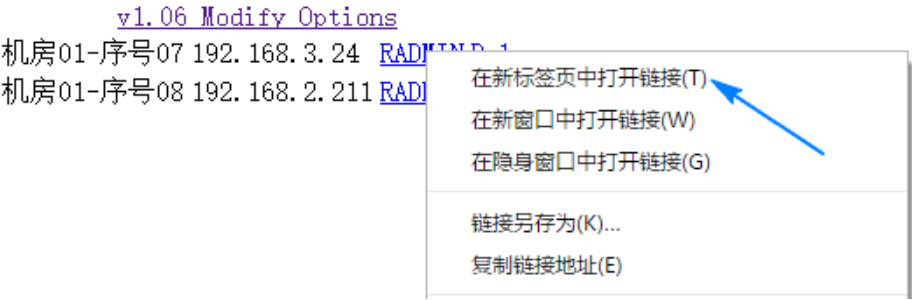 v1.06 Modify Options
机房01-序号07 192.168.3.24
机房01-序号08 192.168.2.211
在新标签页中打开链接(T)
在新窗口中打开链接(W)
在隐身窗口中打开链接(G)
链接另存为(K)...
复制链接地址(E)